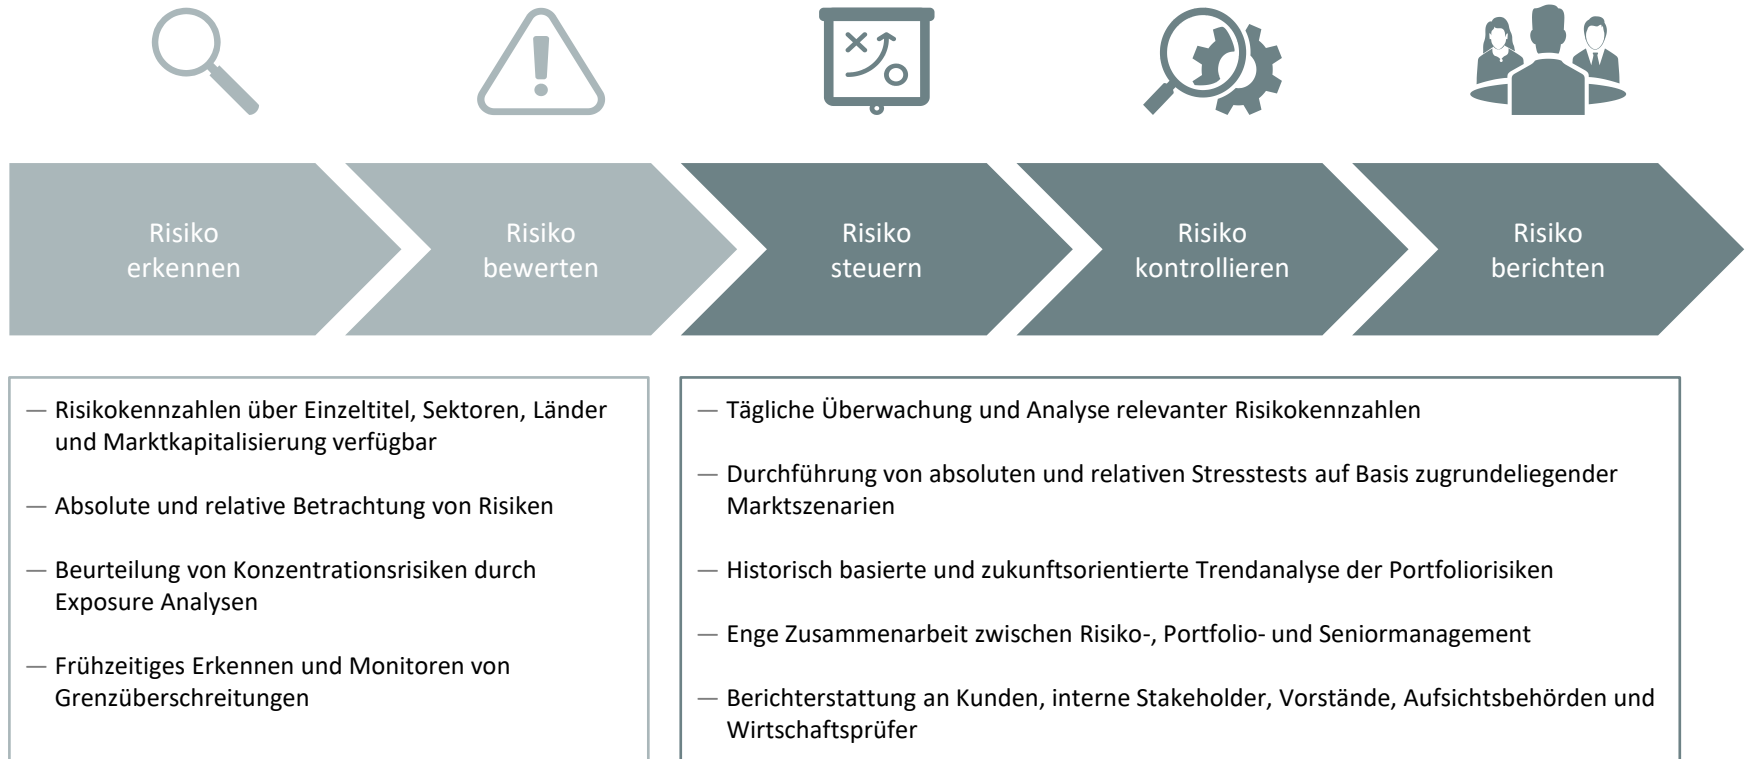 Risiko
erkennen
Risiko
bewerten
Risiko
steuern
Risiko
kontrollieren
Risiko
berichten
— Risikokennzahlen über Einzeltitel, Sektoren, Länder
und Marktkapitalisierung verfügbar
— Absolute und relative Betrachtung von Risiken
— Beurteilung von Konzentrationsrisiken durch
Exposure Analysen
— Frühzeitiges Erkennen und Monitoren von
Grenzüberschreitungen
— Tägliche Überwachung und Analyse relevanter Risikokennzahlen
— Durchführung von absoluten und relativen Stresstests auf Basis zugrundeliegender
Marktszenarien
— Historisch basierte und zukunftsorientierte Trendanalyse der Portfoliorisiken
— Enge Zusammenarbeit zwischen Risiko-, Portfolio- und Seniormanagement
— Berichterstattung an Kunden, interne Stakeholder, Vorstände, Aufsichtsbehörden und
Wirtschaftsprüfer